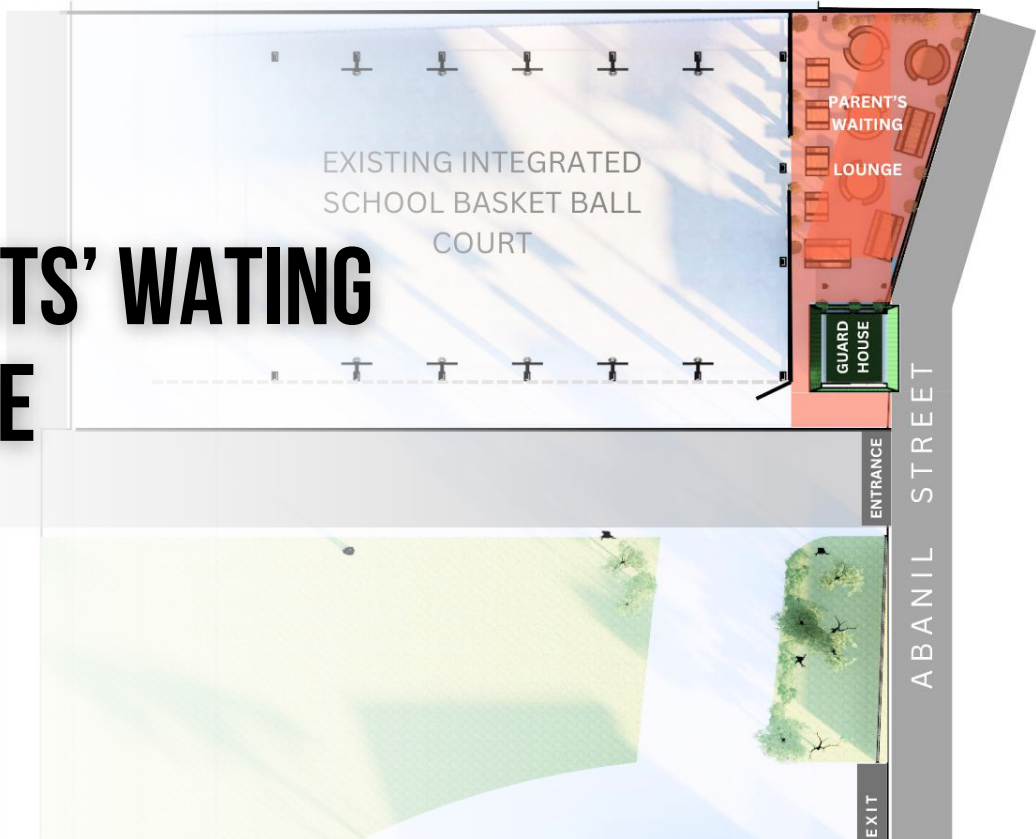 PARENT'S
WAITING
LOUNGE
EXISTING INTEGRATED
SCHOOL BASKET BALL
COURT
TS’ WATING
E
GUARD
HOUSE
ENTRANCE
ABANIL STREET
EXIT